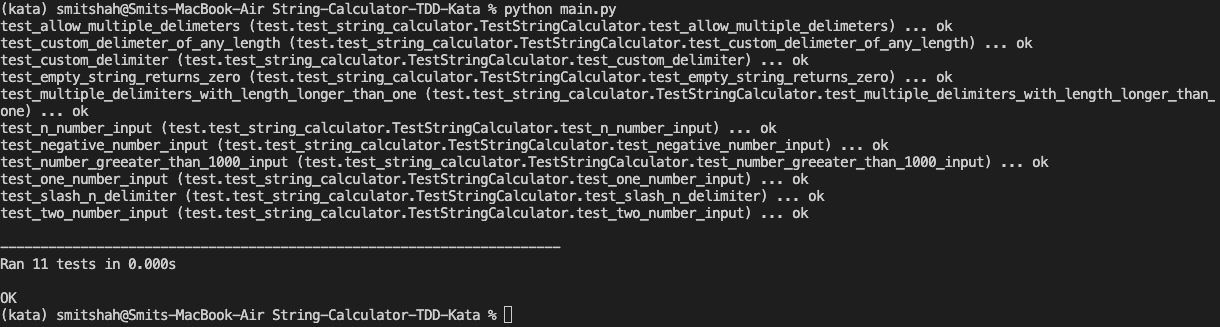 (kata) smitshah@Smits-MacBook-Air String-Calculator-TDD-Kata % python main.py
test_allow_multiple_delimeters (test.test_string_calculator.TestStringCalculator.test_allow_multiple_delimeters) ... ok
test_custom_delimeter_of_any_length (test.test_string_calculator.TestStringCalculator.test_custom_delimeter_of_any_length) ... ok
test_custom_delimiter (test.test_string_calculator.TestStringCalculator.test_custom_delimiter) ... ok
test_empty_string_returns_zero (test.test_string_calculator.TestStringCalculator.test_empty_string_returns_zero) ... ok
test_multiple_delimiters_with_length_longer_than_one (test.test_string_calculator.TestStringCalculator.test_multiple_delimiters_with_length_longer_than_
one) ... ok
test_n_number_input (test.test_string_calculator.TestStringCalculator.test_n_number_input) ... ok
test_negative_number_input (test.test_string_calculator.TestStringCalculator.test_negative_number_input) ... ok
test_number_greeater_than_1000_input (test.test_string_calculator.TestStringCalculator.test_number_greeater_than_1000_input) ... ok
test_one_number_input (test.test_string_calculator.TestStringCalculator.test_one_number_input) ... ok
test_slash_n_delimiter (test.test_string_calculator.TestStringCalculator.test_slash_n_delimiter) ... ok
test_two_number_input (test.test_string_calculator.TestStringCalculator.test_two_number_input) ... ok
----------------------------------------------------------------------
Ran 11 tests in 0.000s
OK
(kata) smitshah@Smits-MacBook-Air String-Calculator-TDD-Kata %